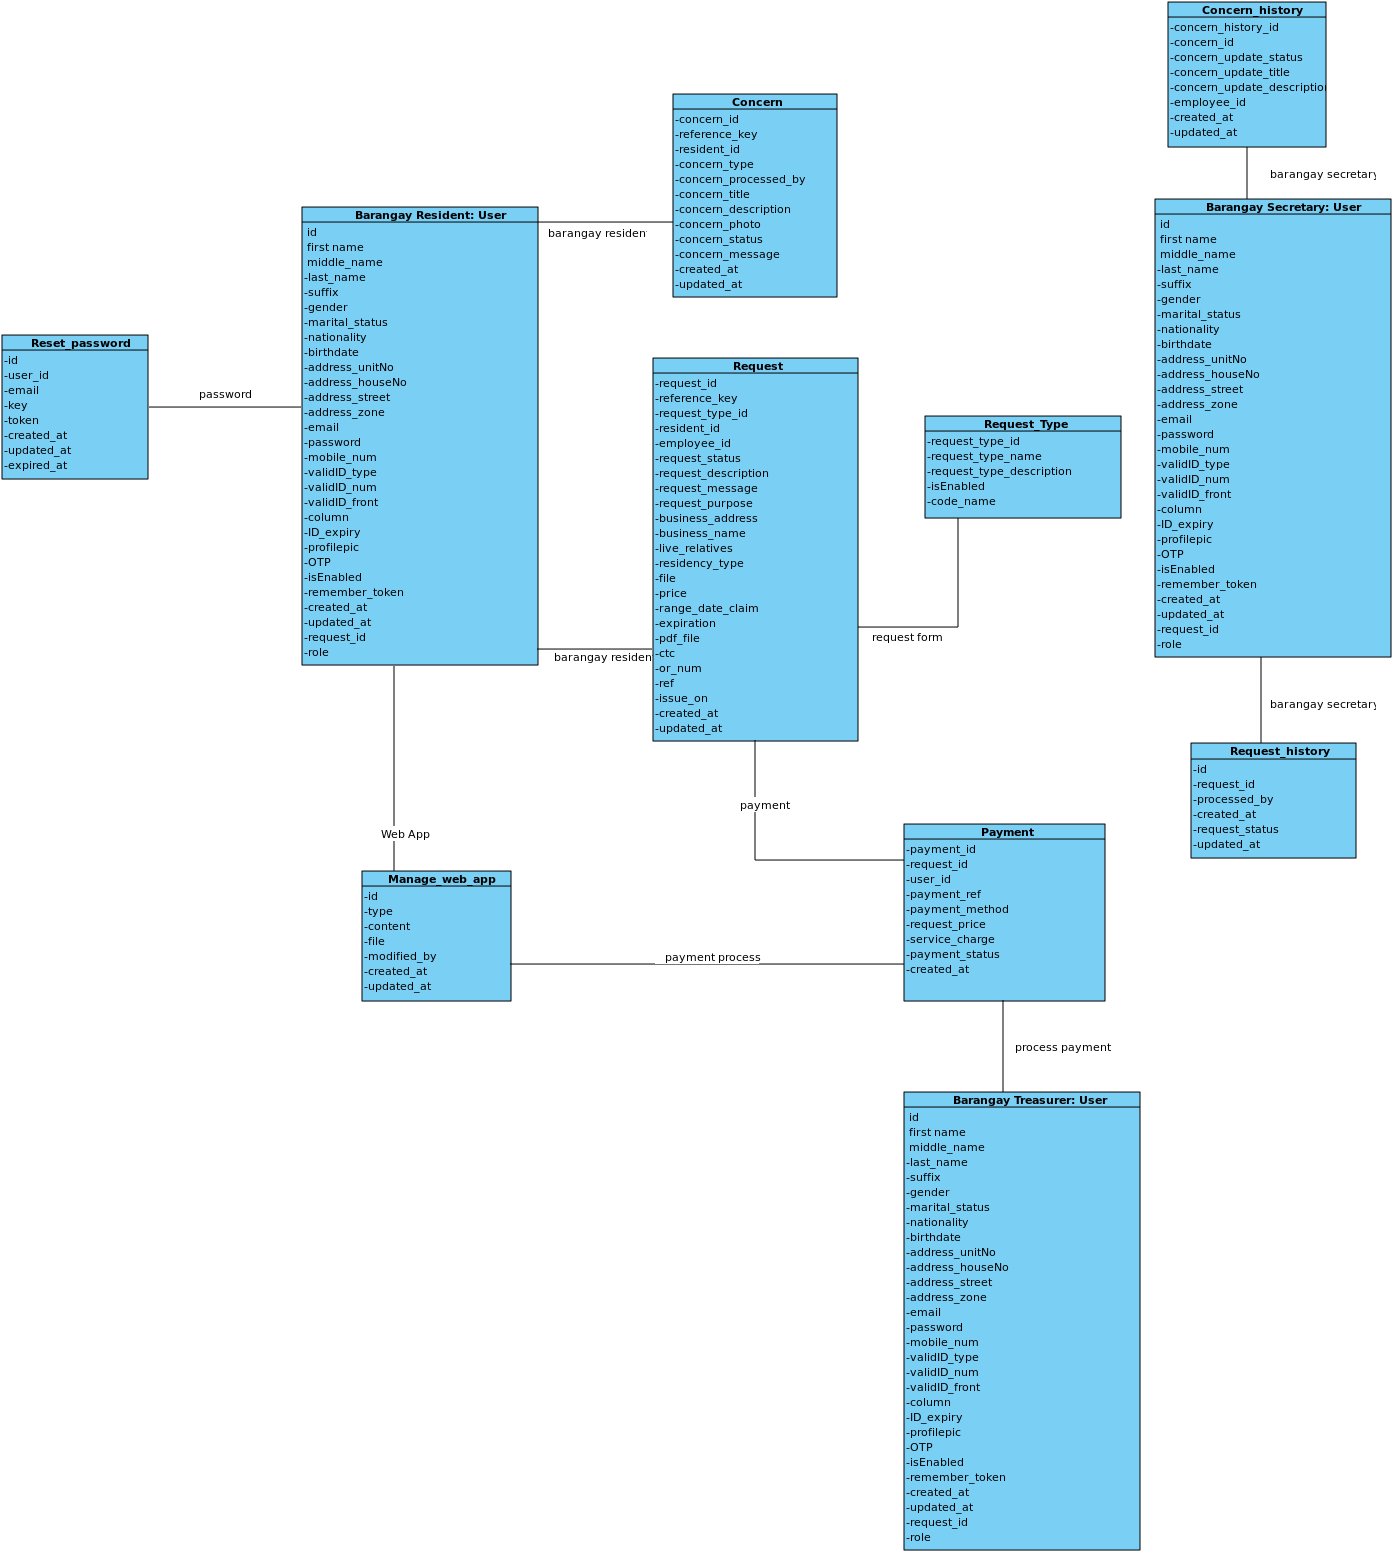 Concern_history
-concern_history_id
-concern_id
-concern_update_status
-concern_update_title
-concern_update_descriptio
-employee_id
-created_at
-updated_at
barangay secretary
Concern
-concern_id
-reference_key
-resident_id
-concern_type
-concern_processed_by
-concern_title
-concern_description
-concern_photo
-concern_status
-concern_message
-created_at
-updated_at
barangay residen
Barangay Resident: User
id
first name
middle_name
-last_name
-suffix
-gender
-marital_status
-nationality
-birthdate
-address_unitNo
-address_houseNo
-address_street
-address_zone
-email
-password
-mobile_num
-validID_type
-validID_num
-validID_front
-column
-ID_expiry
-profilepic
-OTP
-isEnabled
-remember_token
-created_at
-updated_at
-request_id
-role
Reset_password
-id
-user_id
-email
-key
-token
-created_at
-updated_at
-expired_at
password
barangay residen
Request
-request_id
-reference_key
-request_type_id
-resident_id
-employee_id
-request_status
-request_description
-request_message
-request_purpose
-business_address
-business_name
-live_relatives
-residency_type
-file
-price
-range_date_claim
-expiration
-pdf_file
-ctc
-or_num
-ref
-issue_on
-created_at
-updated_at
Request_Type
-request_type_id
-request_type_name
-request_type_description
-isEnabled
-code_name
request form
Barangay Secretary: User
id
first name
middle_name
-last_name
-suffix
-gender
-marital_status
-nationality
-birthdate
-address_unitNo
-address_houseNo
-address_street
-address_zone
-email
-password
-mobile_num
-validID_type
-validID_num
-validID_front
-column
-ID_expiry
-profilepic
-OTP
-isEnabled
-remember_token
-created_at
-updated_at
-request_id
-role
barangay secretary
Request_history
-id
-request_id
-processed_by
-created_at
-request_status
-updated_at
payment
Web App
Manage_web_app
-id
-type
-content
-file
-modified_by
-created_at
-updated_at
payment process
Payment
-payment_id
-request_id
-user_id
-payment_ref
-payment_method
-request_price
-service_charge
-payment_status
-created_at
process payment
Barangay Treasurer: User
id
first name
middle_name
-last_name
-suffix
-gender
-marital_status
-nationality
-birthdate
-address_unitNo
-address_houseNo
-address_street
-address_zone
-email
-password
-mobile_num
-validID_type
-validID_num
-validID_front
-column
-ID_expiry
-profilepic
-OTP
-isEnabled
-remember_token
-created_at
-updated_at
-request_id
-role